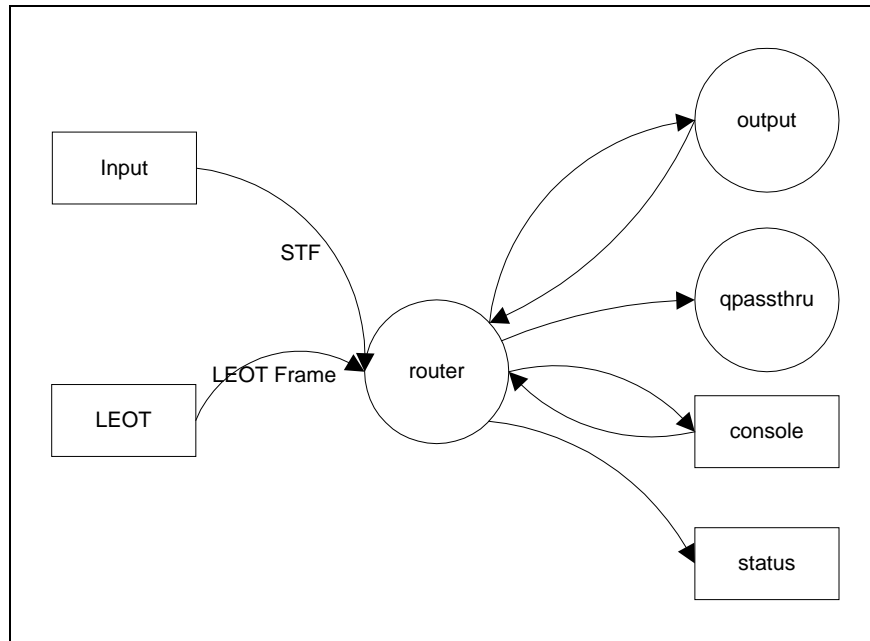 Input
STF
LEOT
LEOT Frame
router
output
qpassthru
console
status